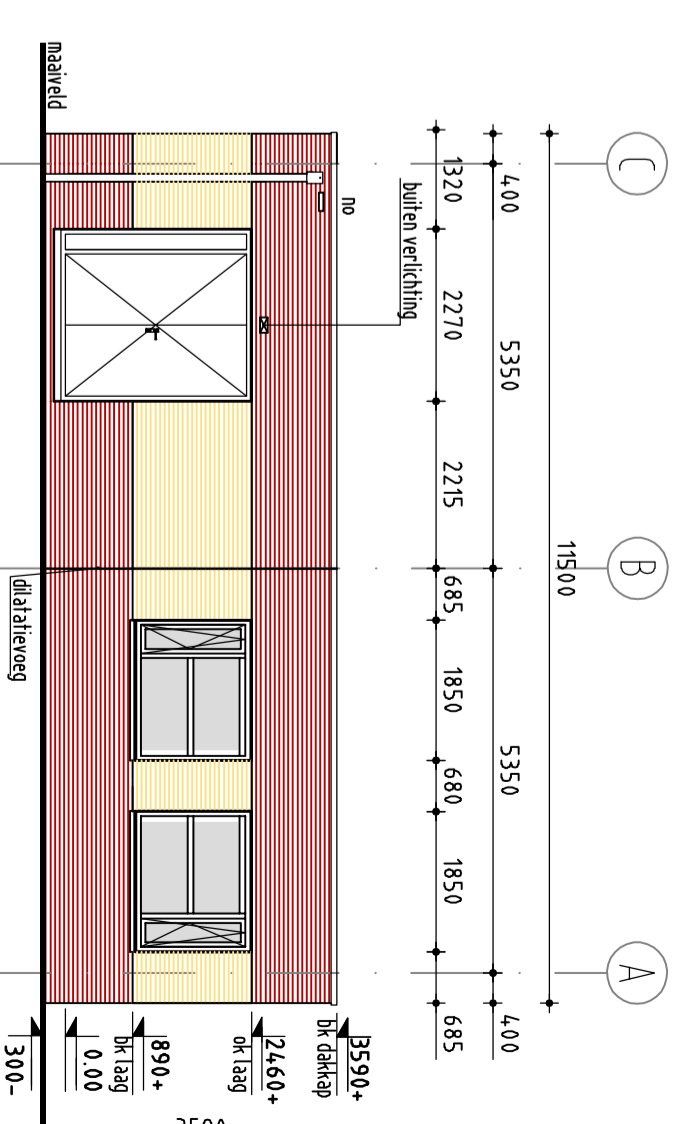 C
B
A
11500
400
5350
5350
400
1320
2270
2215
685
1850
680
1850
685
buiten verlichting
no
3590+
bk dakkap
2460+
ok laag
890+
bk laag
0.00
300-
maaiveld
dilatatievoeg